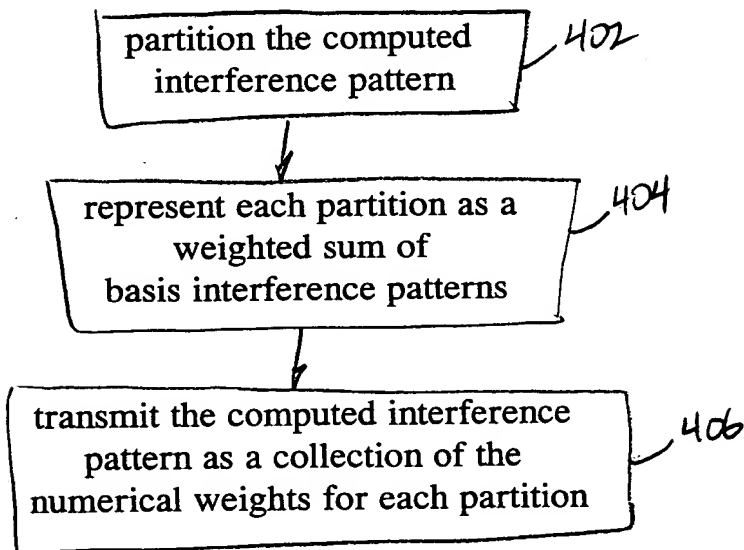 partition the computed
interference pattern
402
represent each partition as a
weighted sum of
basis interference patterns
404
transmit the computed interference
pattern as a collection of the
numerical weights for each partition
406